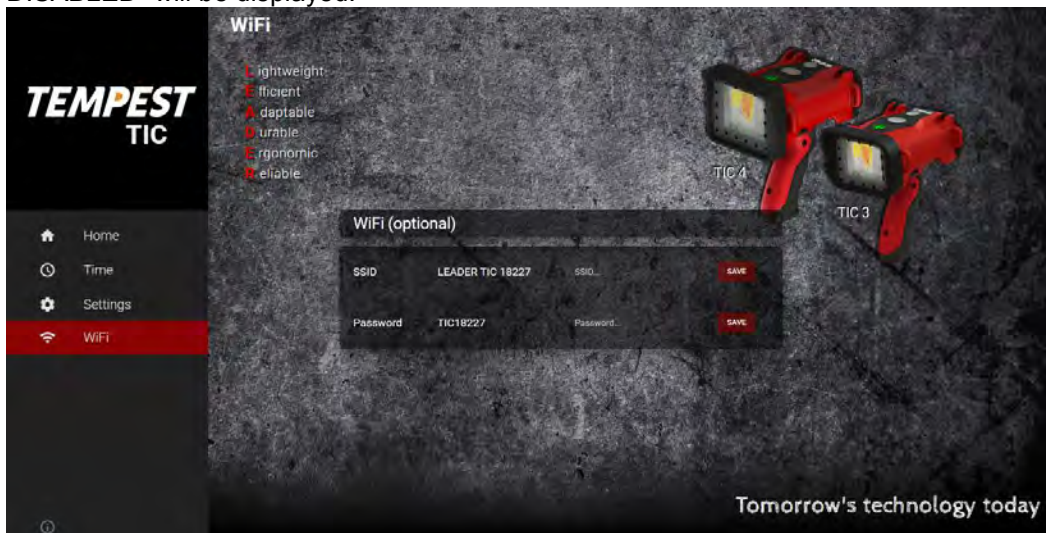 DISABLED" will be displayed.
WiFi
Lightweight
Efficient
Adaptable
Durable
Ergonomic
Reliable
TEMPEST
TIC
TIC 4
TIC 3
Home
Time
Settings
WiFi
WiFi (optional)
SSID LEADER TIC 18227 SSID... SAVE
Password TIC18227 Password... SAVE
Tomorrow's technology today